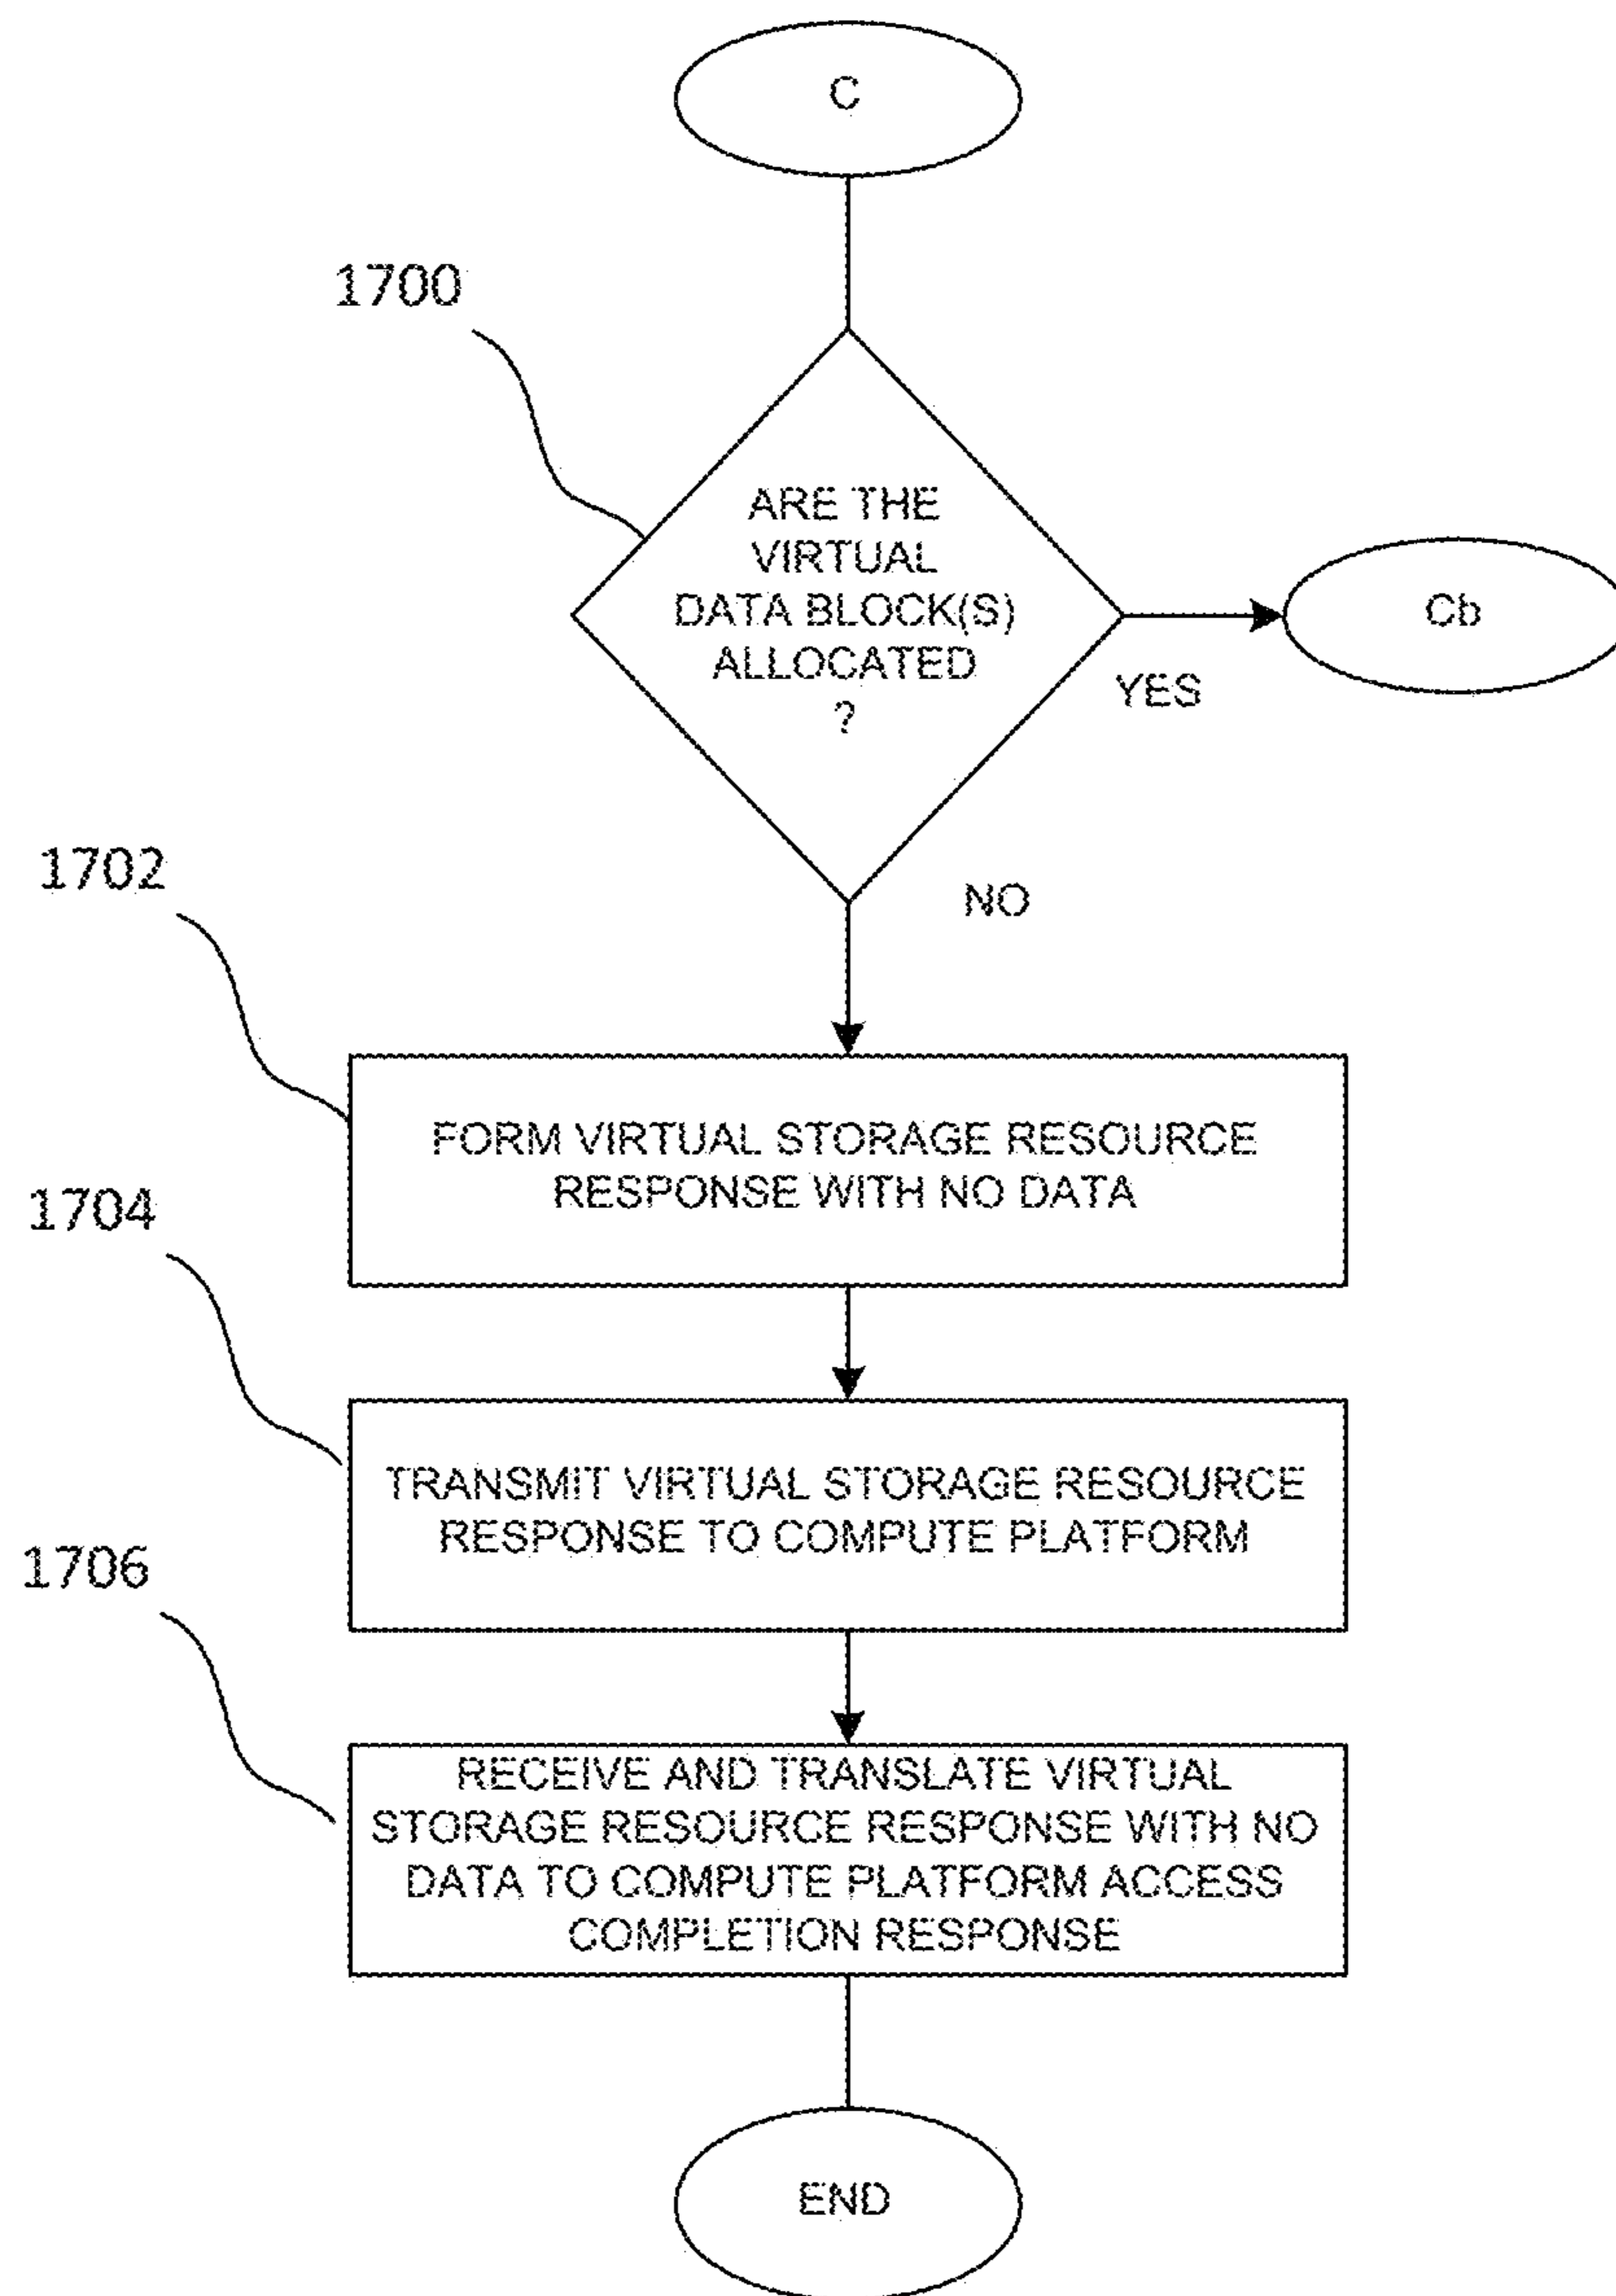 C
1700
ARE THE
VIRTUAL
DATA BLOCK(S)
ALLOCATED
?
Cb
YES
1702
NO
FORM VIRTUAL STORAGE RESOURCE
RESPONSE WITH NO DATA
1704
TRANSMIT VIRTUAL STORAGE RESOURCE
RESPONSE TO COMPUTE PLATFORM
1706
RECEIVE AND TRANSLATE VIRTUAL
STORAGE RESOURCE RESPONSE WITH NO
DATA TO COMPUTE PLATFORM ACCESS
COMPLETION RESPONSE
END